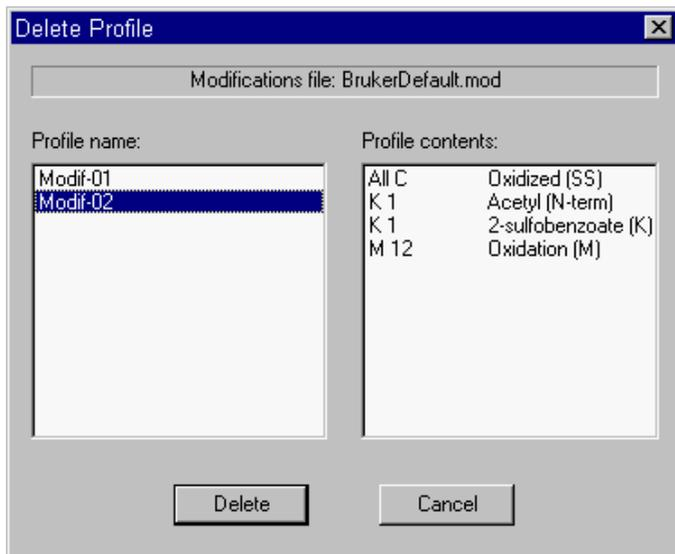 Delete Profile
Modifications file: BrukerDefault.mod
Profile name:
Modif-01
Modif-02
Profile contents:
All C Oxidized (SS)
K 1 Acetyl (N-term)
K 1 2-sulfobenzoate (K)
M 12 Oxidation (M)
Delete
Cancel